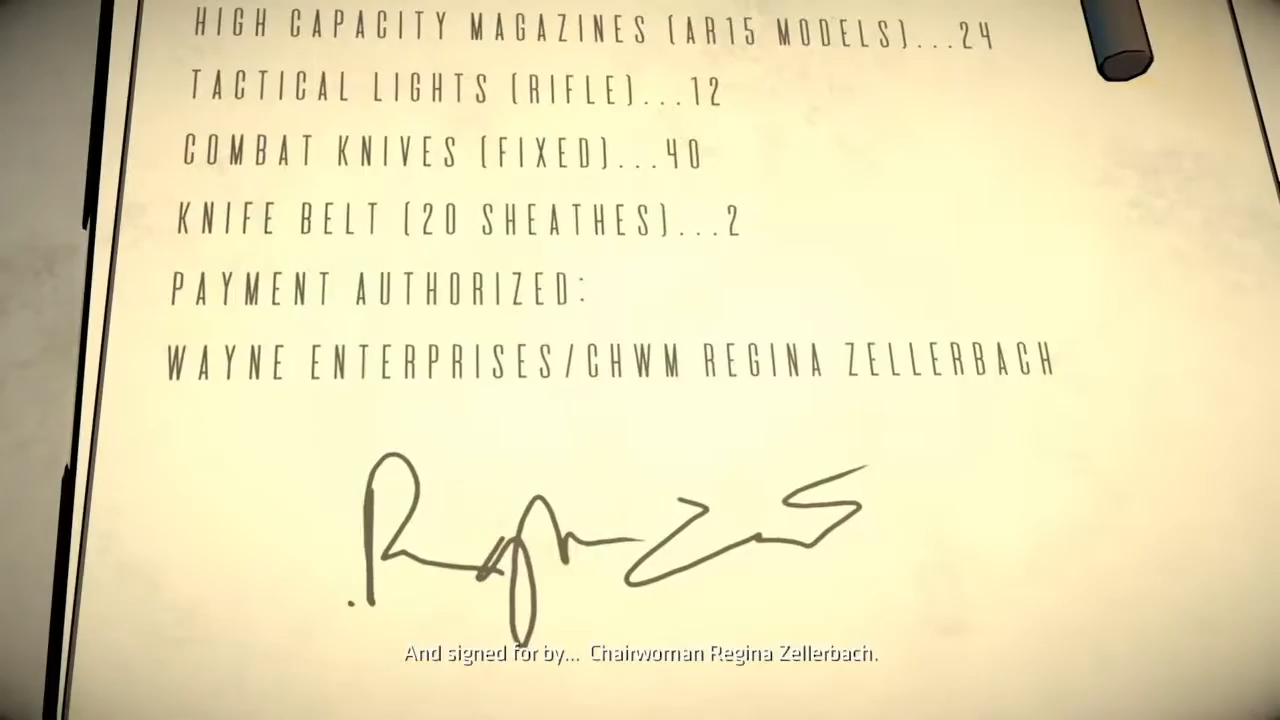 HIGH CAPACITY MAGAZINES (AR15 MODELS)...24
TACTICAL LIGHTS (RIFLE)...12
COMBAT KNIVES (FIXED)...40
KNIFE BELT (20 SHEATHES)...2
PAYMENT AUTHORIZED:
WAYNE ENTERPRISES/CHWM REGINA ZELLERBACH
And signed for by... Chairwoman Regina Zellerbach.